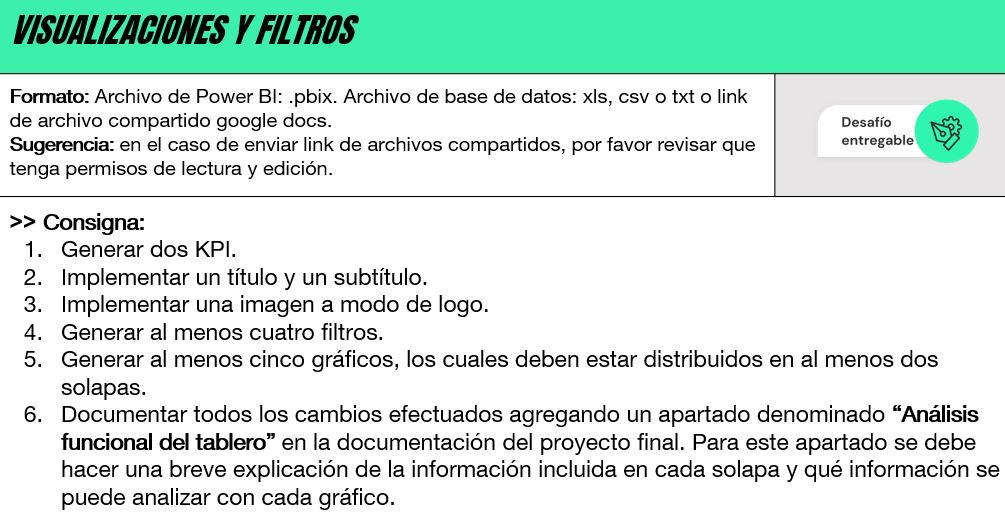 VISUALIZACIONES Y FILTROS
Formato: Archivo de Power BI: .pbix. Archivo de base de datos: xls, csv o txt o link
de archivo compartido google docs.
Sugerencia: en el caso de enviar link de archivos compartidos, por favor revisar que
tenga permisos de lectura y edición.
Desafío
entregable
>> Consigna:
1. Generar dos KPI.
2. Implementar un título y un subtítulo.
3. Implementar una imagen a modo de logo.
4. Generar al menos cuatro filtros.
5. Generar al menos cinco gráficos, los cuales deben estar distribuidos en al menos dos
solapas.
6. Documentar todos los cambios efectuados agregando un apartado denominado “Análisis
funcional del tablero” en la documentación del proyecto final. Para este apartado se debe
hacer una breve explicación de la información incluida en cada solapa y qué información se
puede analizar con cada gráfico.